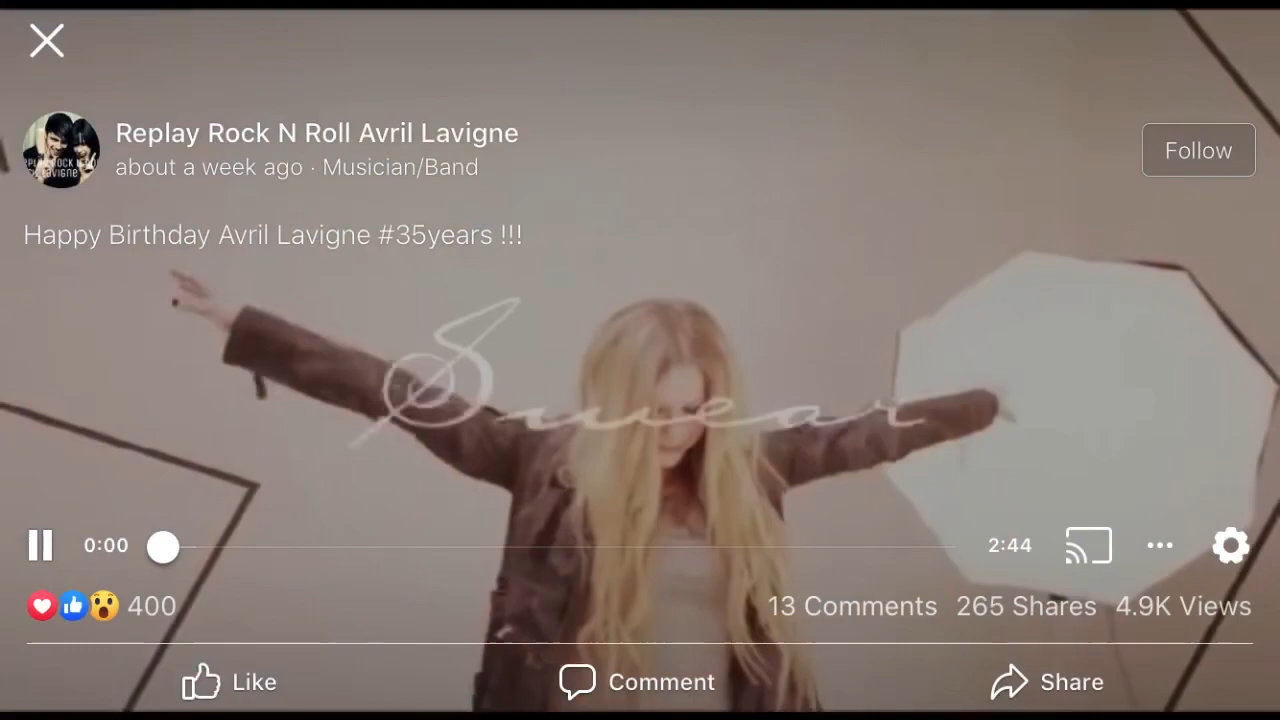 Replay Rock N Roll Avril Lavigne
about a week ago · Musician/Band
Follow
Happy Birthday Avril Lavigne #35years !!!
Swear
0:00
2:44
400
13 Comments 265 Shares 4.9K Views
Like
Comment
Share